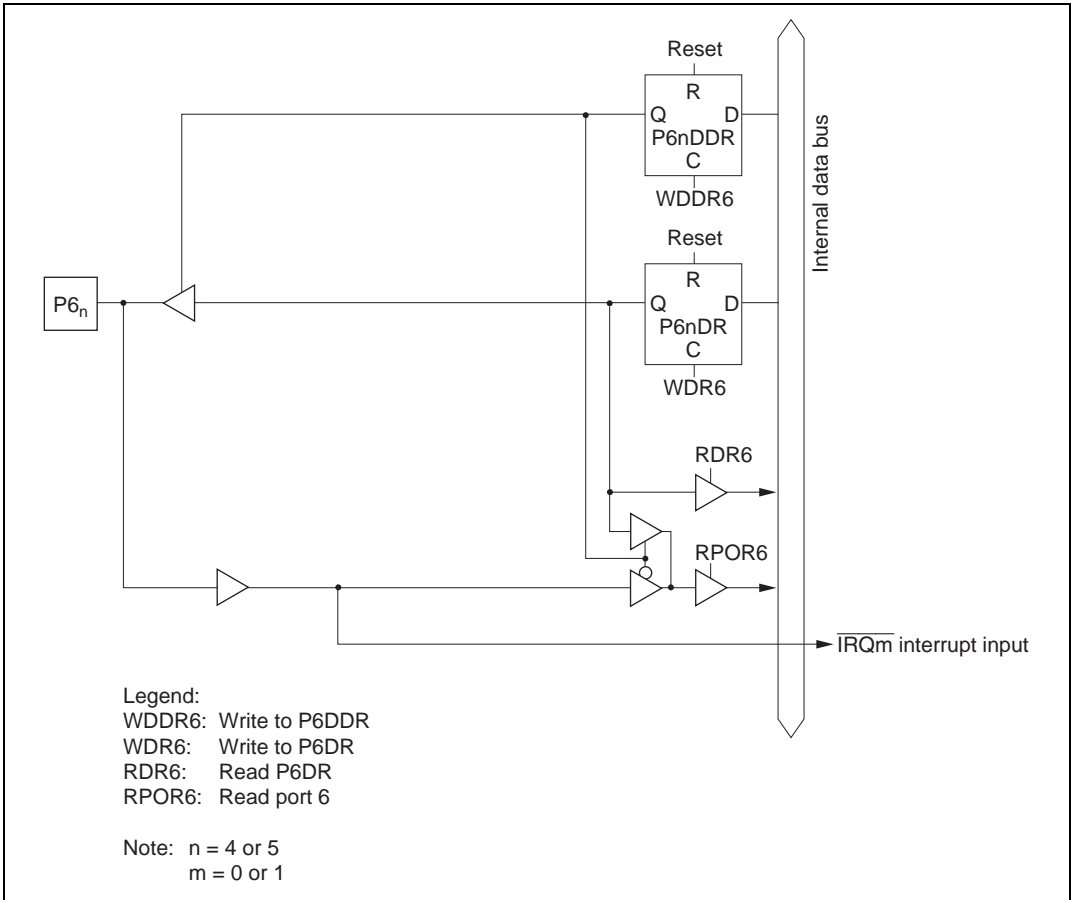 Reset
R
Q D
P6nDDR
C
WDDR6
Internal data bus
Reset
R
P6n
Q D
P6nDR
C
WDR6
RDR6
RPOR6
IRQm interrupt input
Legend:
WDDR6: Write to P6DDR
WDR6: Write to P6DR
RDR6: Read P6DR
RPOR6: Read port 6
Note: n = 4 or 5
m = 0 or 1